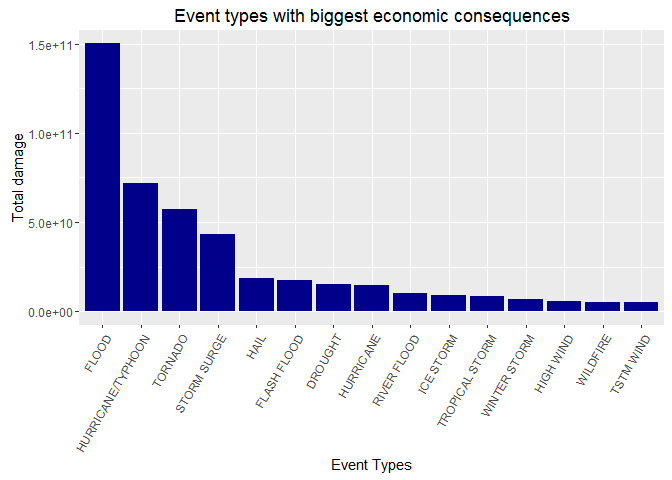 Event types with biggest economic consequences
Total damage
1.5e+11
1.0e+11
5.0e+10
0.0e+00
FLOOD
HURRICANE/TYPHOON
TORNADO
STORM SURGE
HAIL
FLASH FLOOD
DROUGHT
HURRICANE
RIVER FLOOD
ICE STORM
TROPICAL STORM
WINTER STORM
HIGH WIND
WILDFIRE
TSTM WIND
Event Types